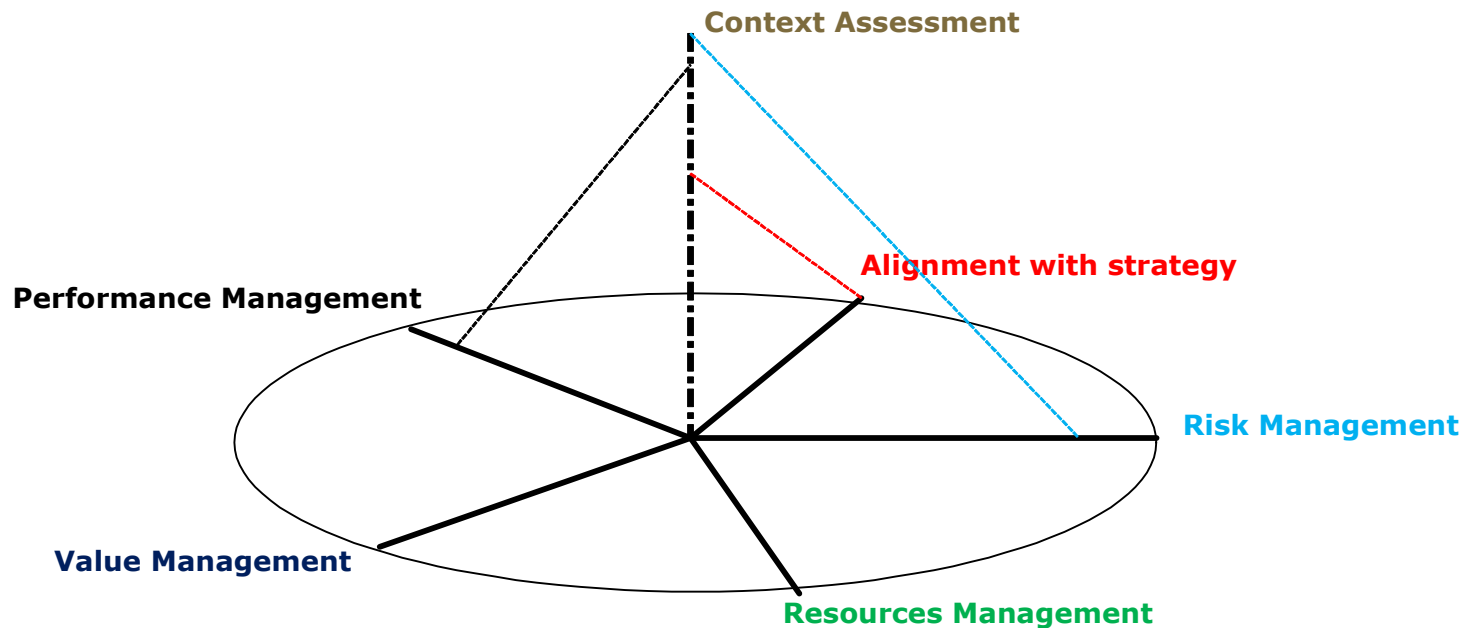 Context Assessment
Alignment with strategy
Performance Management
Risk Management
Value Management
Resources Management